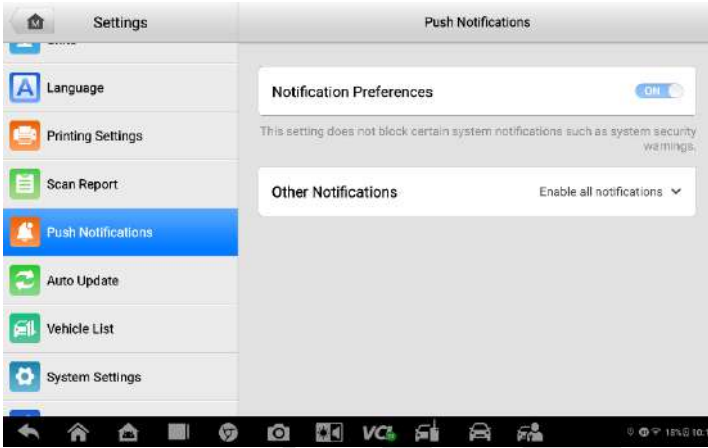 Settings
Push Notifications
Language
Printing Settings
Scan Report
Push Notifications
Auto Update
Vehicle List
System Settings
Notification Preferences
ON
This setting does not block certain system notifications such as system security
warnings.
Other Notifications
Enable all notifications
VC